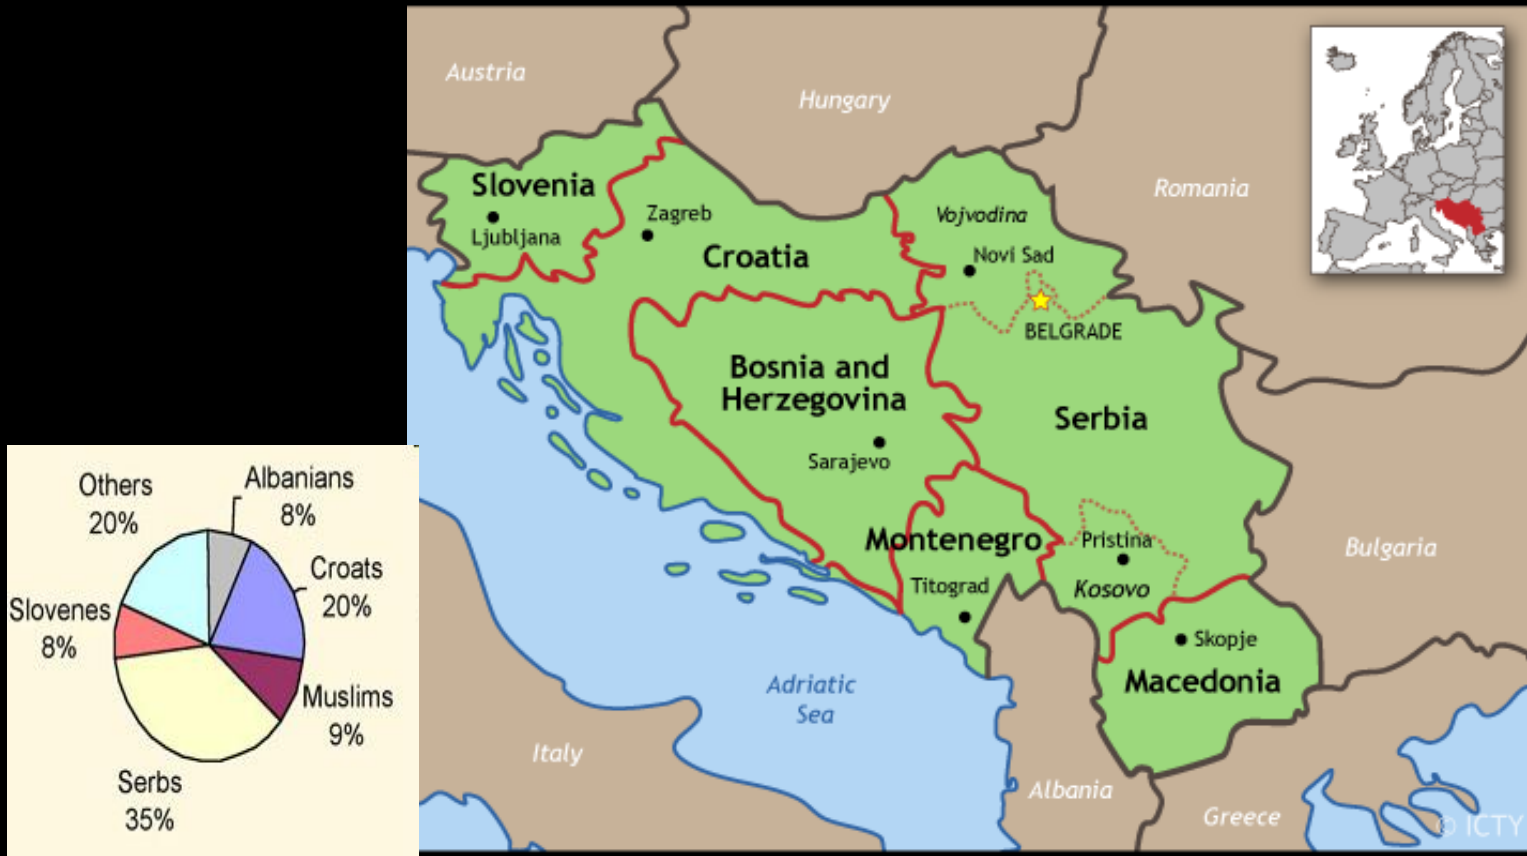 Austria
Hungary
Romania
Slovenia
Ljubljana
Zagreb
Croatia
Vojvodina
Novi Sad
BELGRADE
Bosnia and
Herzegovina
Sarajevo
Serbia
Montenegro
Titograd
Pristina
Kosovo
Bulgaria
Skopje
Macedonia
Adriatic
Sea
Italy
Albania
Greece
© ICTY
Others
20%
Albanians
8%
Croats
20%
Slovenes
8%
Muslims
9%
Serbs
35%